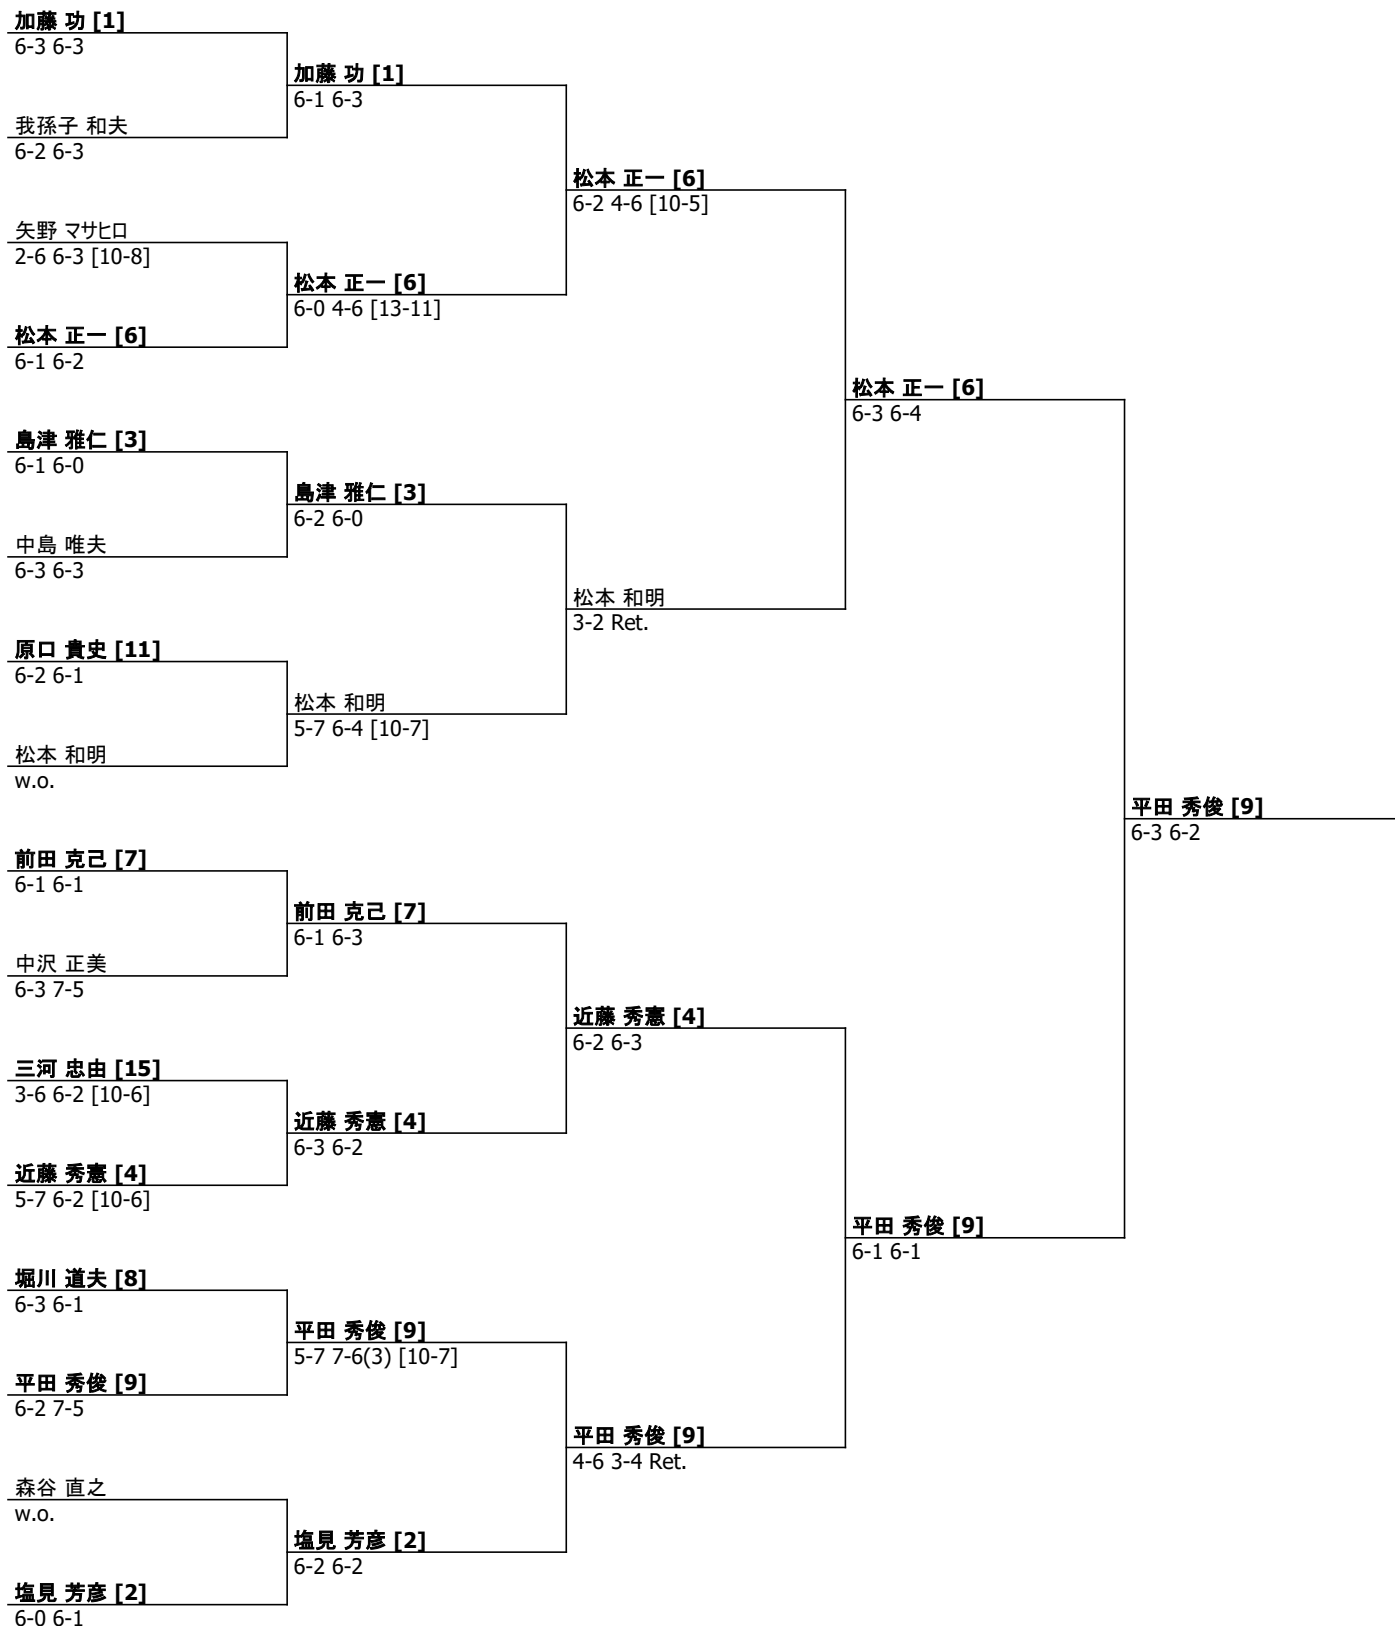 加藤 功 [1]
6-3 6-3
加藤 功 [1]
6-1 6-3
我孫子 和夫
6-2 6-3
松本 正一 [6]
6-2 4-6 [10-5]
矢野 マサヒロ
2-6 6-3 [10-8]
松本 正一 [6]
6-0 4-6 [13-11]
松本 正一 [6]
6-1 6-2
松本 正一 [6]
6-3 6-4
島津 雅仁 [3]
6-1 6-0
島津 雅仁 [3]
6-2 6-0
中島 唯夫
6-3 6-3
松本 和明
3-2 Ret.
原口 貴史 [11]
6-2 6-1
松本 和明
5-7 6-4 [10-7]
松本 和明
w.o.
平田 秀俊 [9]
6-3 6-2
前田 克己 [7]
6-1 6-1
前田 克己 [7]
6-1 6-3
中沢 正美
6-3 7-5
近藤 秀憲 [4]
6-2 6-3
三河 忠由 [15]
3-6 6-2 [10-6]
近藤 秀憲 [4]
6-3 6-2
近藤 秀憲 [4]
5-7 6-2 [10-6]
平田 秀俊 [9]
6-1 6-1
堀川 道夫 [8]
6-3 6-1
平田 秀俊 [9]
5-7 7-6(3) [10-7]
平田 秀俊 [9]
6-2 7-5
平田 秀俊 [9]
4-6 3-4 Ret.
森谷 直之
w.o.
塩見 芳彦 [2]
6-2 6-2
塩見 芳彦 [2]
6-0 6-1